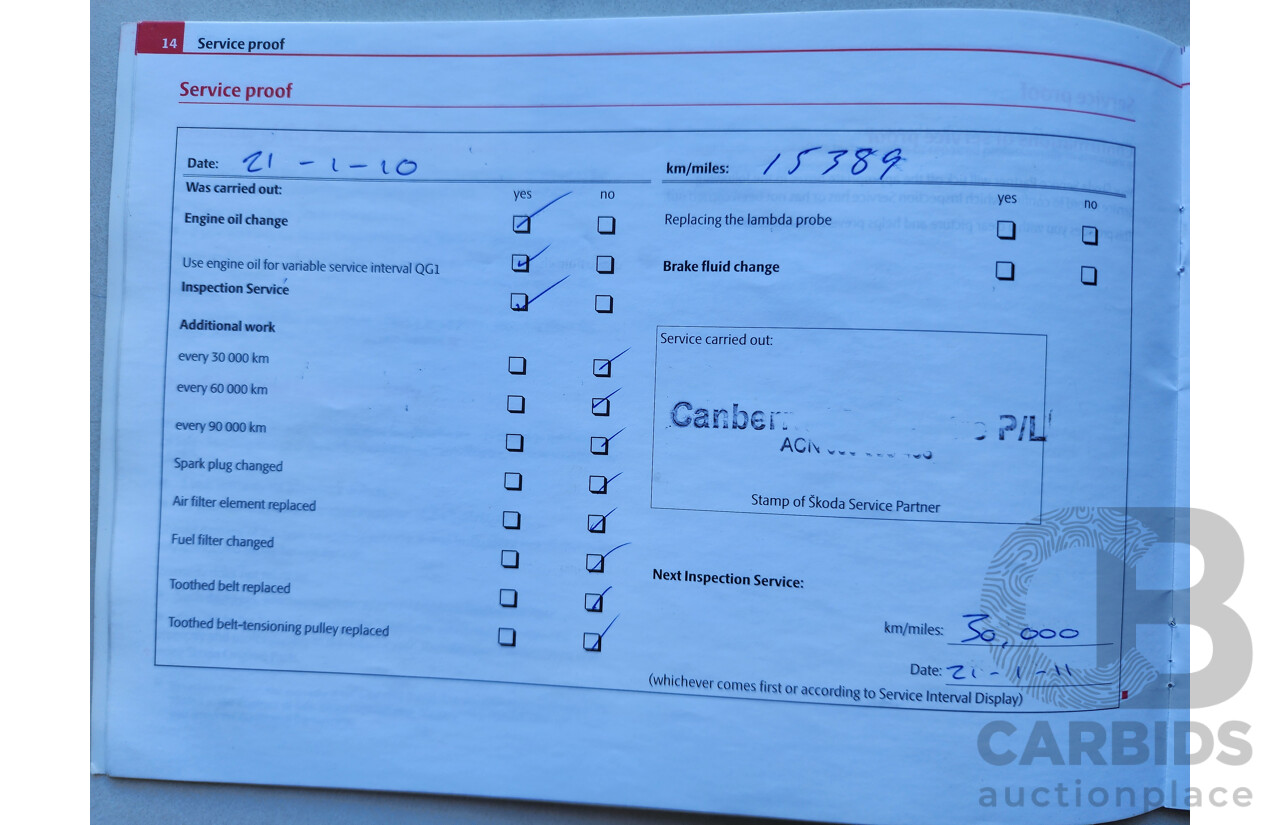 14 Service proof
Service proof
Date: 21-1-10
Was carried out: yes no
Engine oil change
Use engine oil for variable service interval QG1
Inspection Service
Additional work
every 30 000 km
every 60 000 km
every 90 000 km
Spark plug changed
Air filter element replaced
Fuel filter changed
Toothed belt replaced
Toothed belt-tensioning pulley replaced
km/miles: 15389
yes no
Replacing the lambda probe
Brake fluid change
Service carried out:
P/L
ACN
Stamp of Škoda Service Partner
Next Inspection Service:
km/miles: 30,000
Date: 21-1-11
(whichever comes first or according to Service Interval Display)
CARBIDS
auctionplace